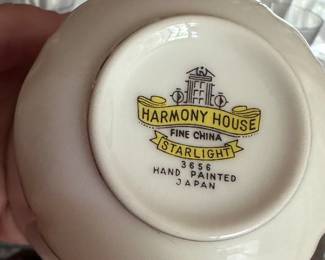 HARMONY HOUSE
FINE CHINA
STARLIGHT
3656
HAND PAINTED
JAPAN